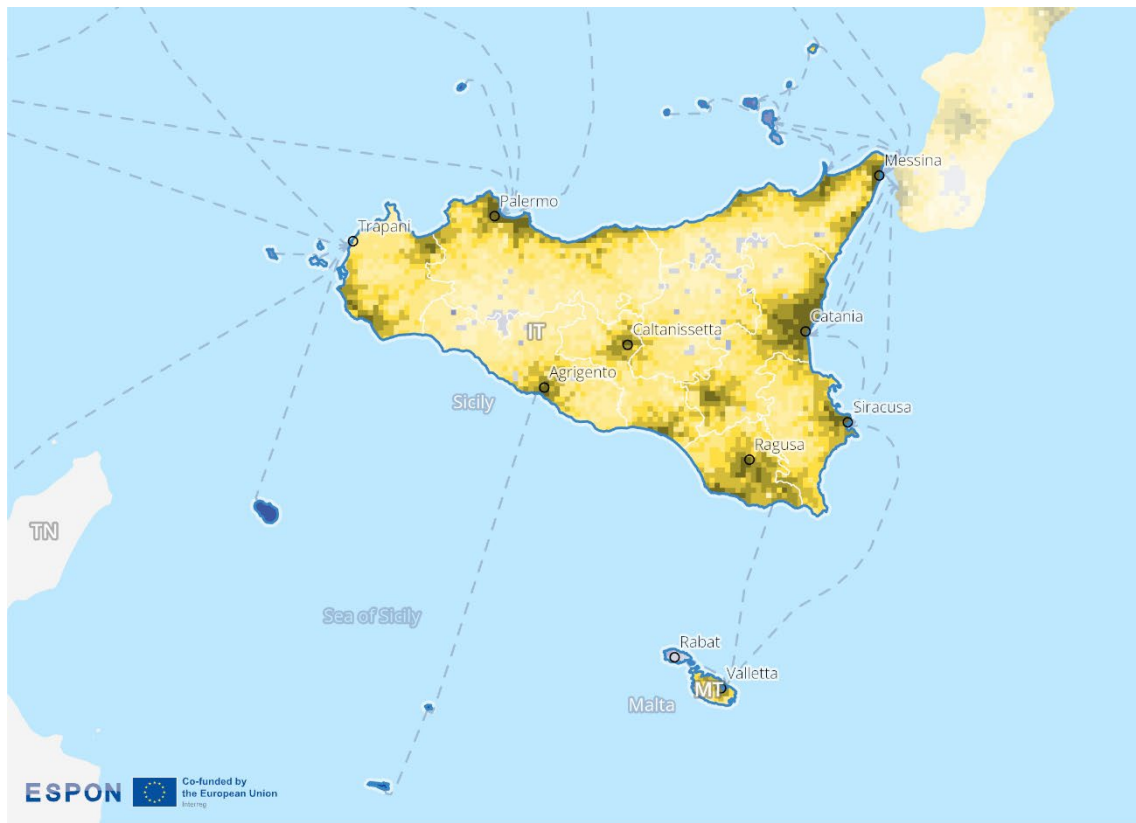 Messina
Palermo
Trapani
Catania
IT
Caltanissetta
Agrigento
Sicily
Siracusa
Ragusa
TN
Sea of Sicily
Rabat
Valletta
MT
Malta
ESPON
Co-funded by
the European Union
Interreg